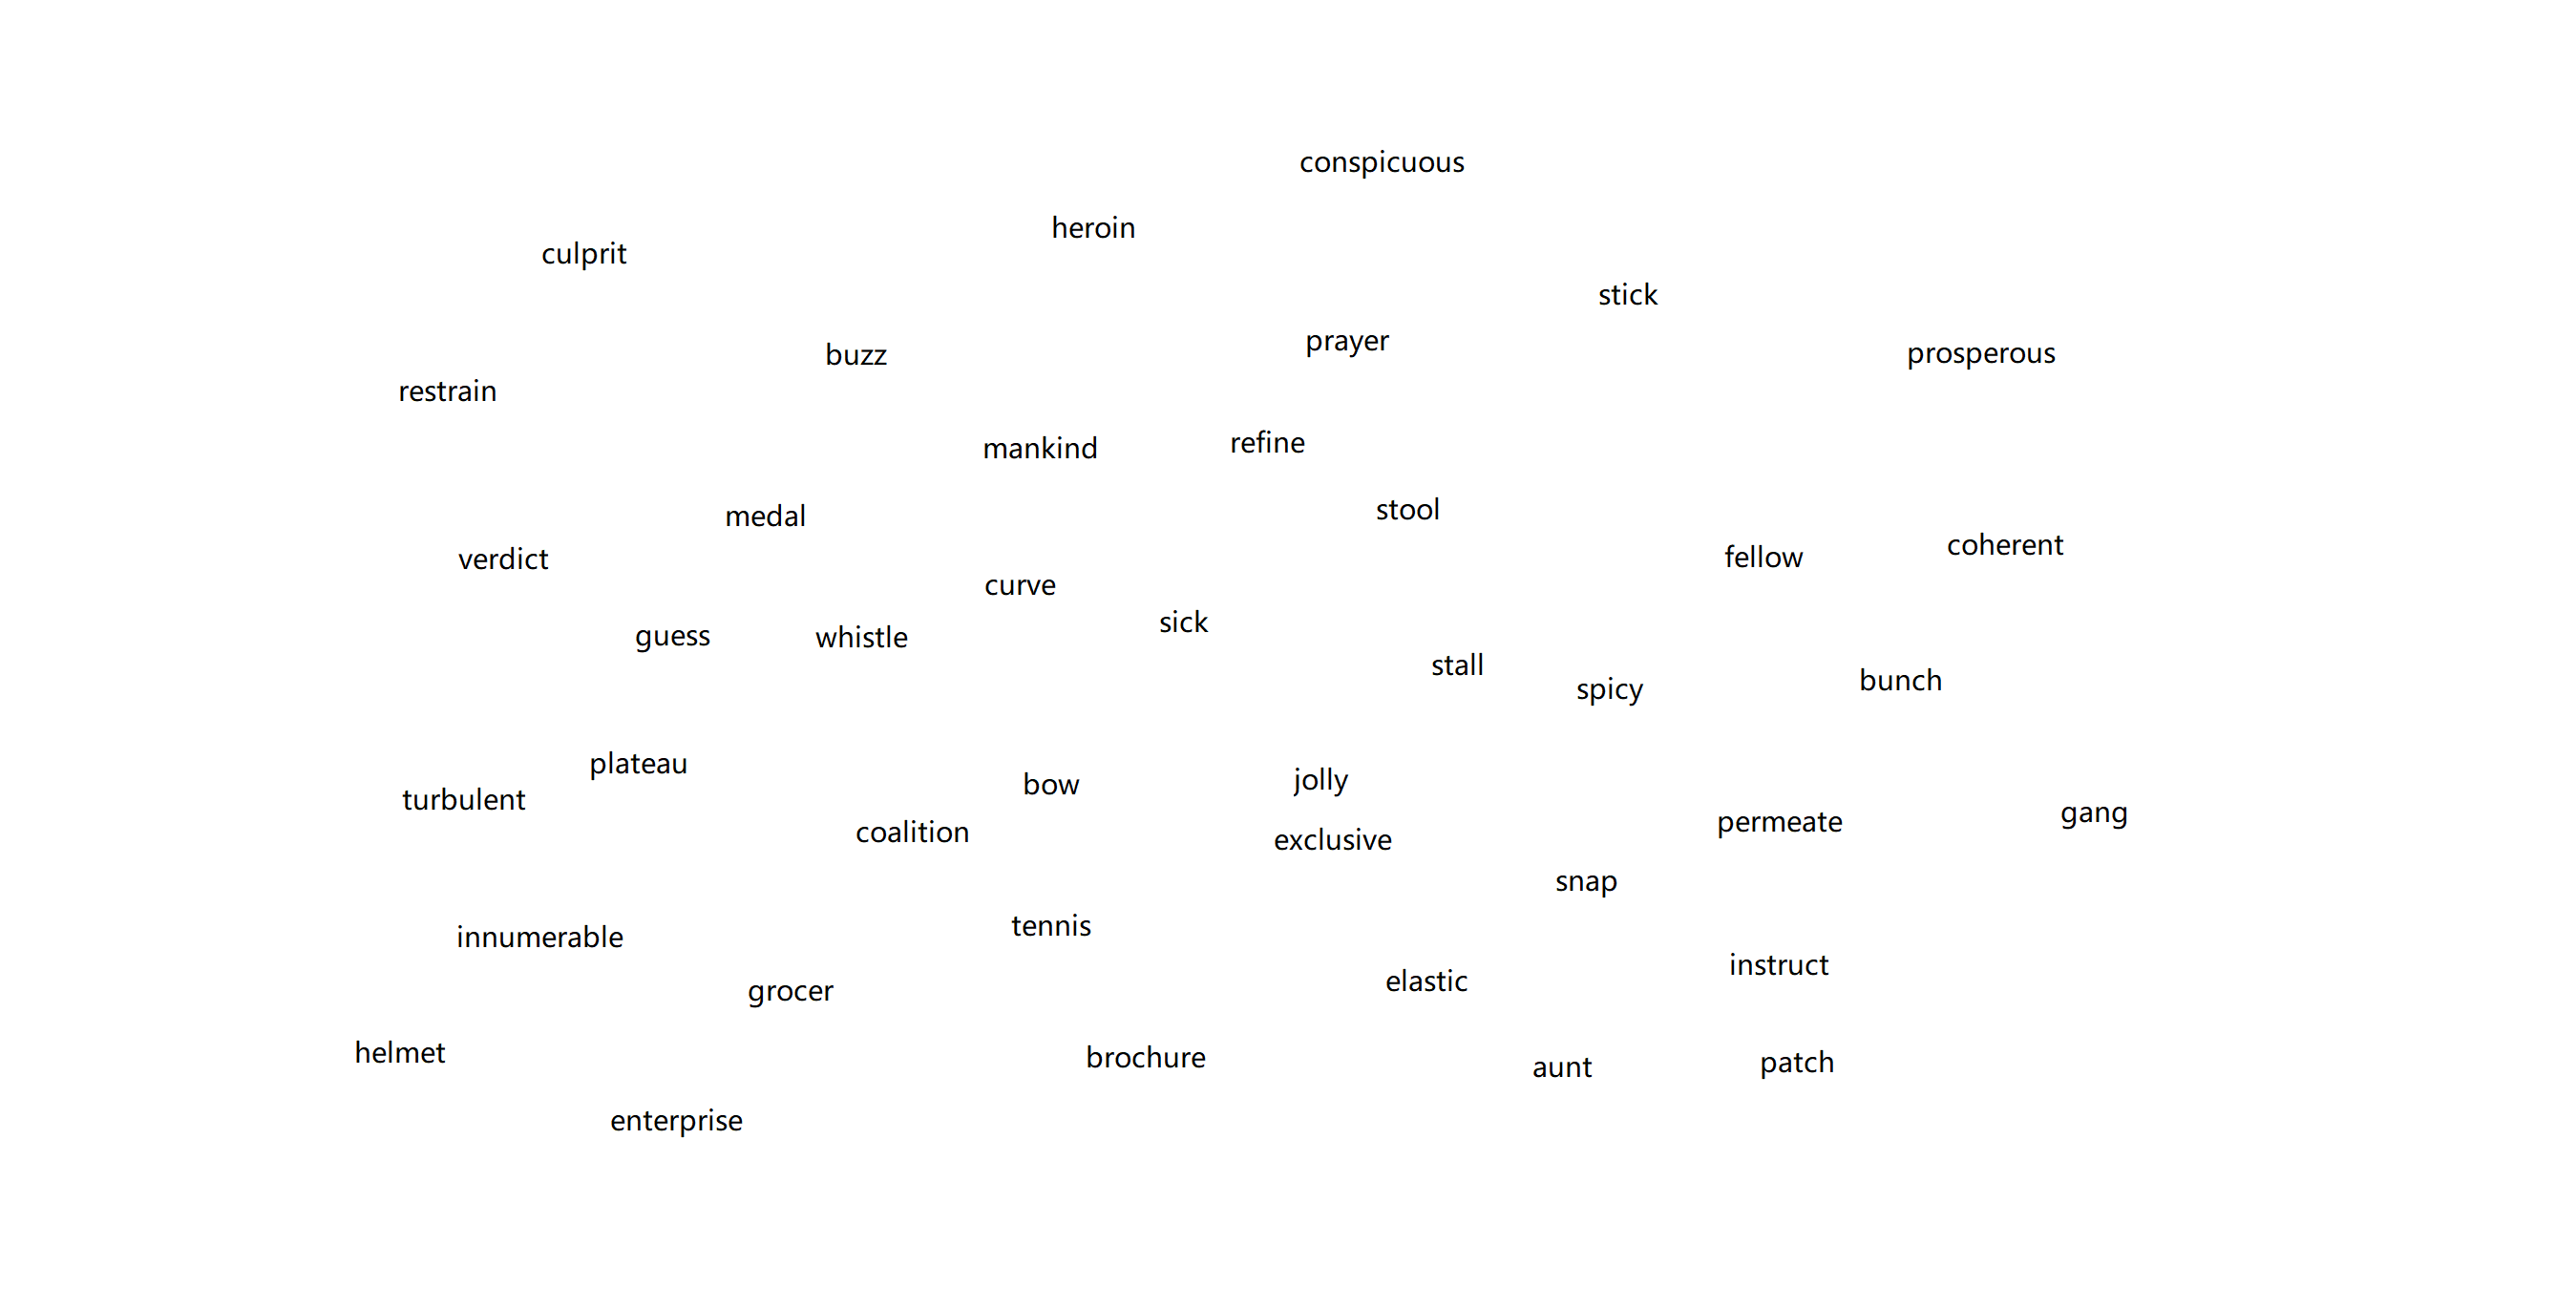 conspicuous
heroin
culprit
stick
prayer
prosperous
buzz
restrain
refine
mankind
stool
medal
coherent
fellow
verdict
curve
sick
guess
whistle
stall
bunch
spicy
plateau
jolly
bow
turbulent
gang
permeate
coalition
exclusive
snap
tennis
innumerable
instruct
elastic
grocer
helmet
brochure
patch
aunt
enterprise